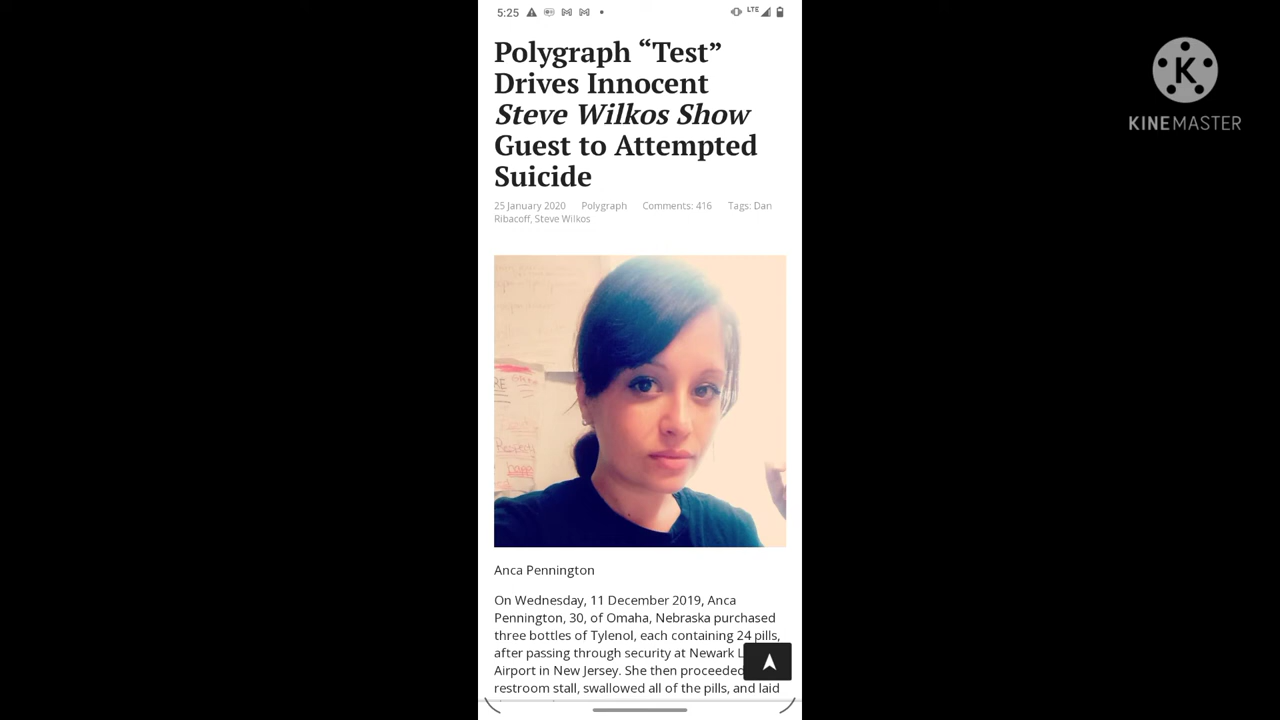 5:25
LTE
Polygraph “Test”
Drives Innocent
Steve Wilkos Show
Guest to Attempted
Suicide
25 January 2020 Polygraph Comments: 416 Tags: Dan
Ribacoff, Steve Wilkos
Anca Pennington
On Wednesday, 11 December 2019, Anca
Pennington, 30, of Omaha, Nebraska purchased
three bottles of Tylenol, each containing 24 pills,
after passing through security at Newark
Airport in New Jersey. She then proceeded
restroom stall, swallowed all of the pills, and laid
K
KINEMASTER